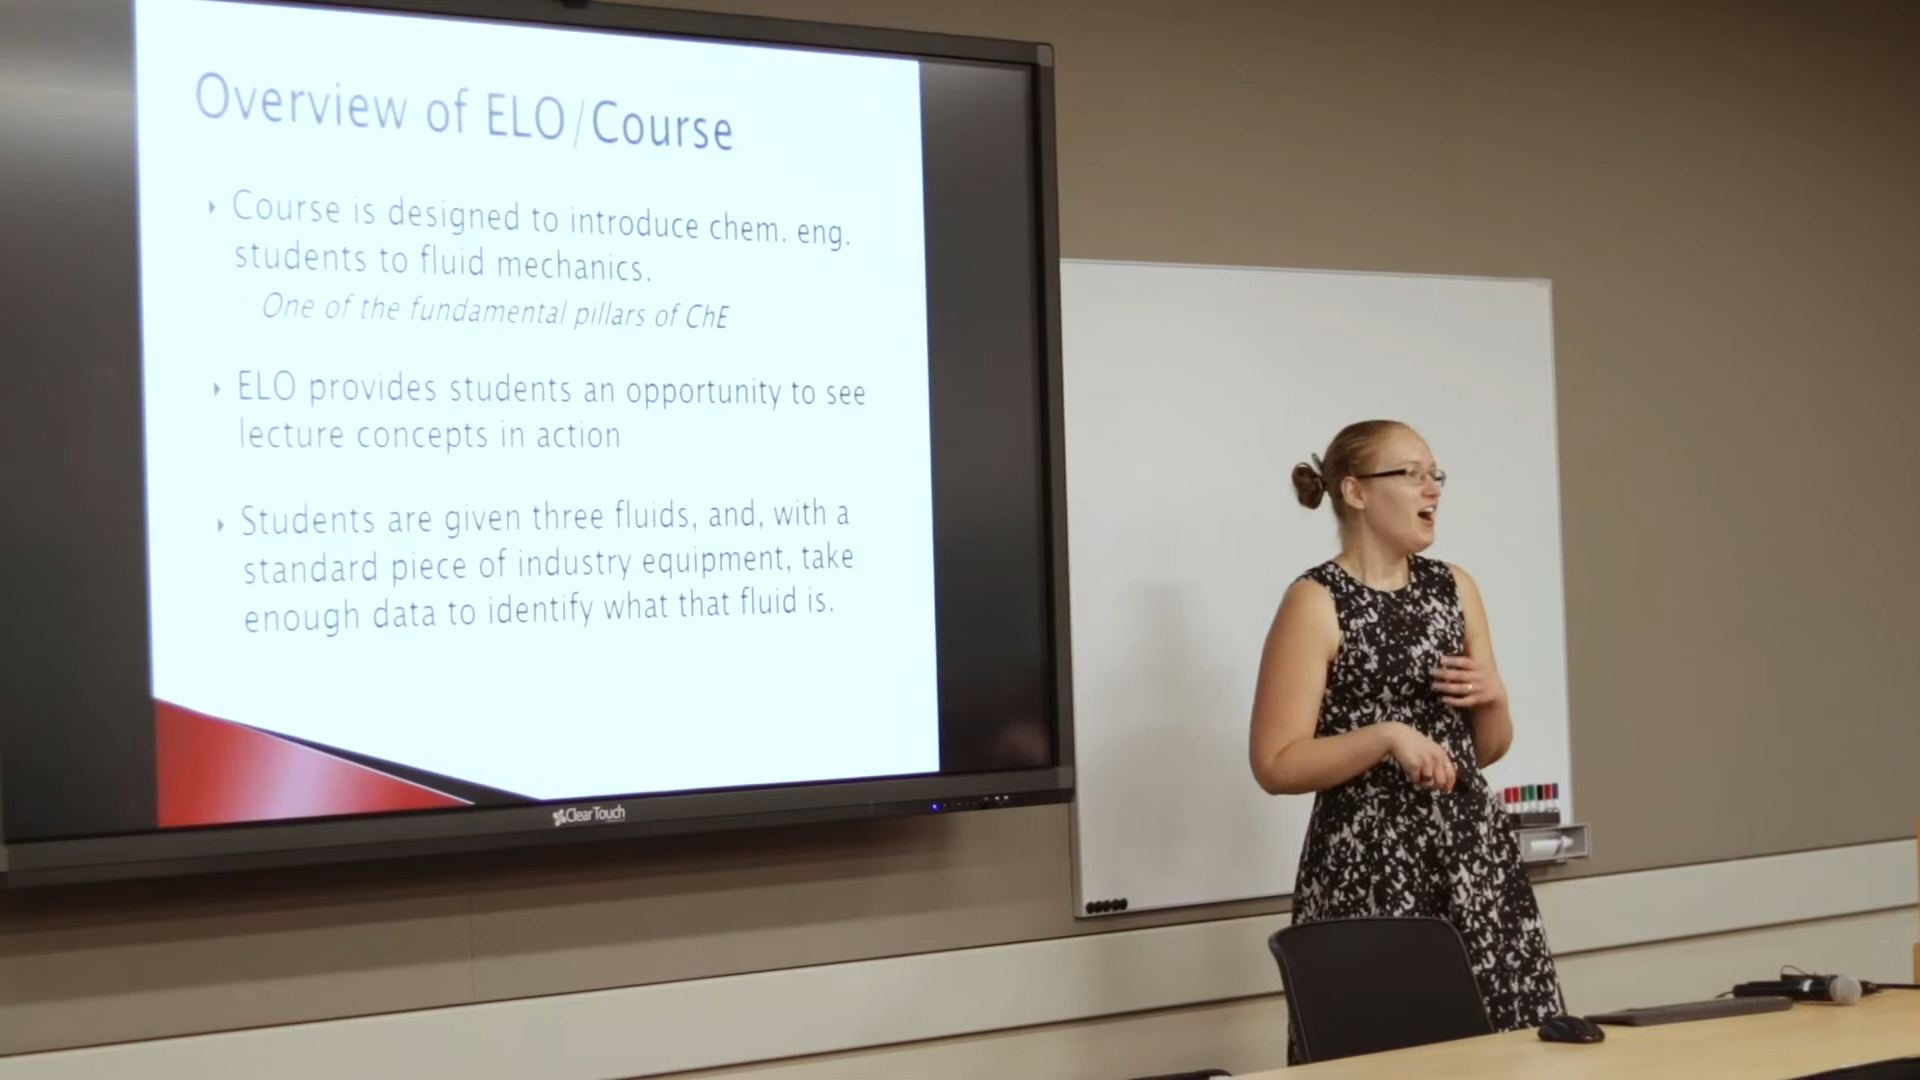 Overview of ELO/Course
Course is designed to introduce chem. eng.
students to fluid mechanics.
One of the fundamental pillars of ChE
ELO provides students an opportunity to see
lecture concepts in action
Students are given three fluids, and, with a
standard piece of industry equipment, take
enough data to identify what that fluid is.
ClearTouch